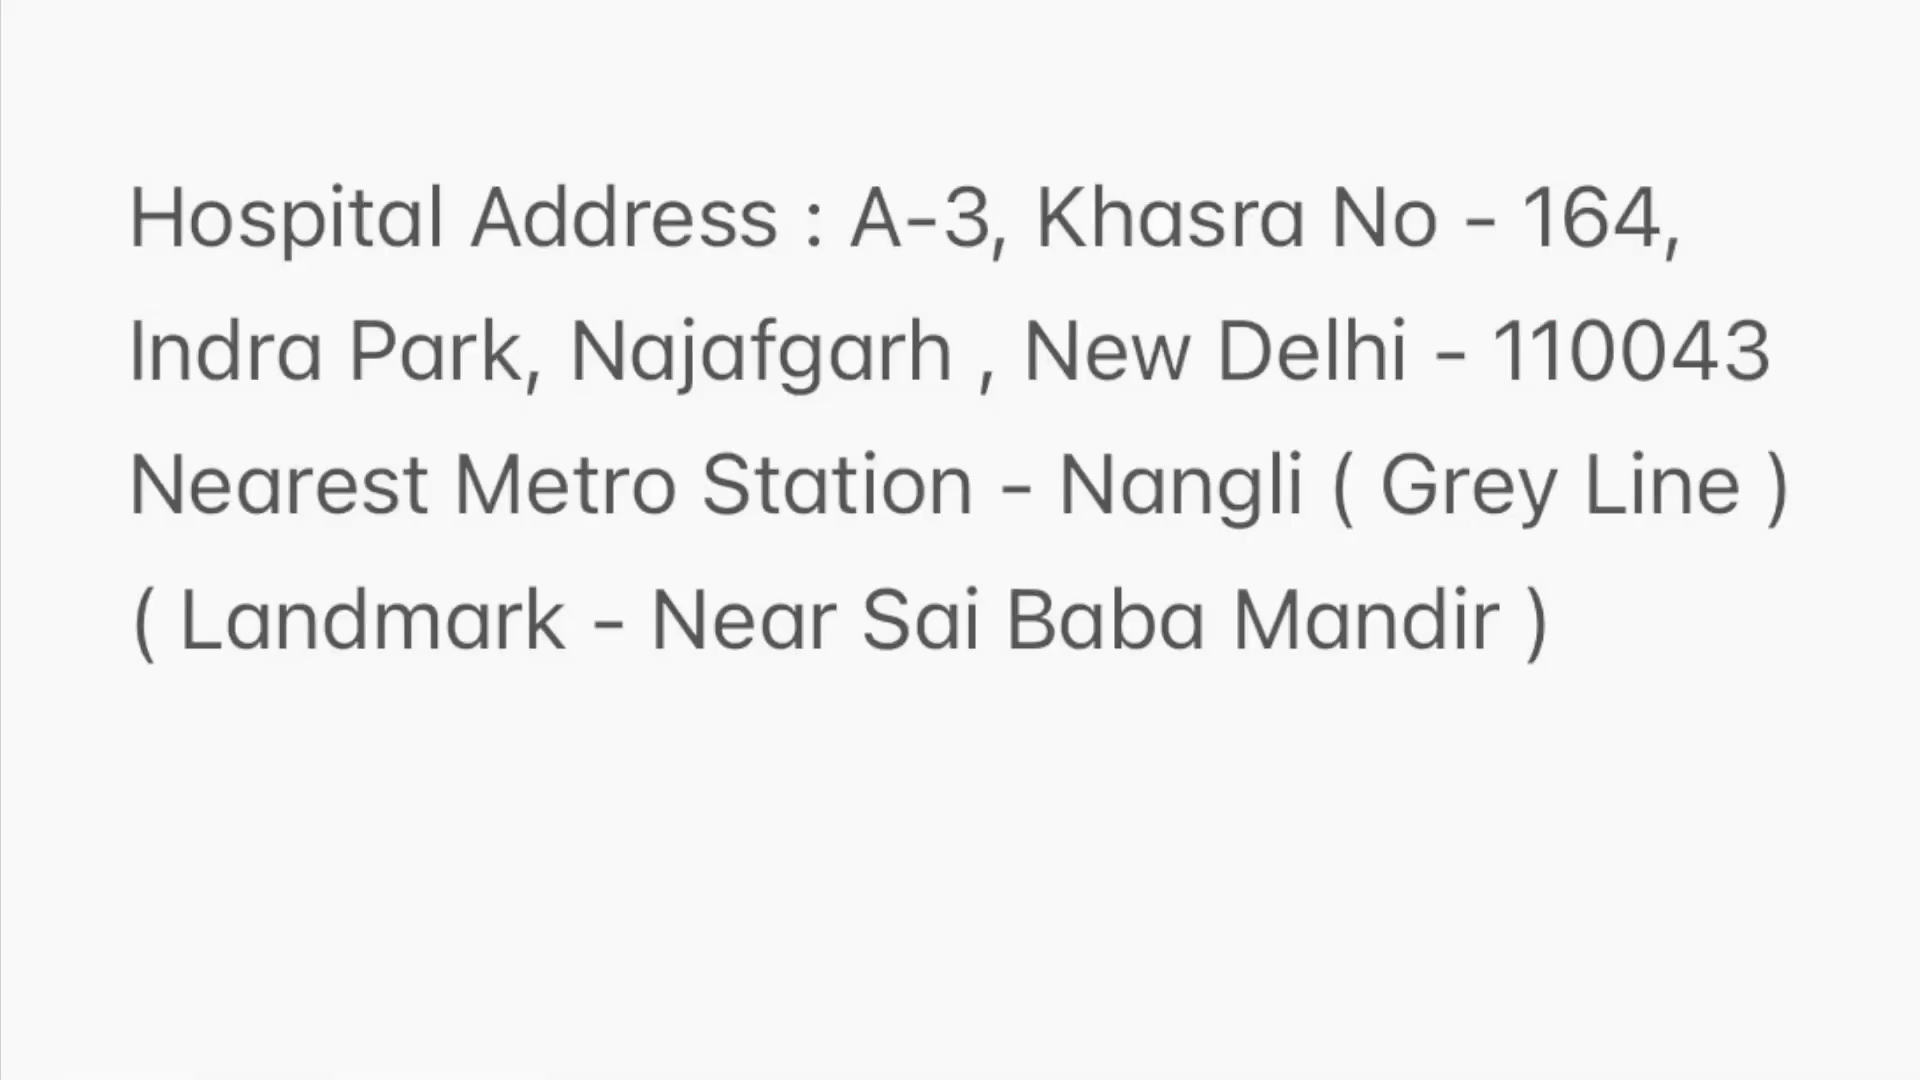 Hospital Address : A-3, Khasra No - 164,
Indra Park, Najafgarh , New Delhi - 110043
Nearest Metro Station - Nangli ( Grey Line )
( Landmark - Near Sai Baba Mandir )